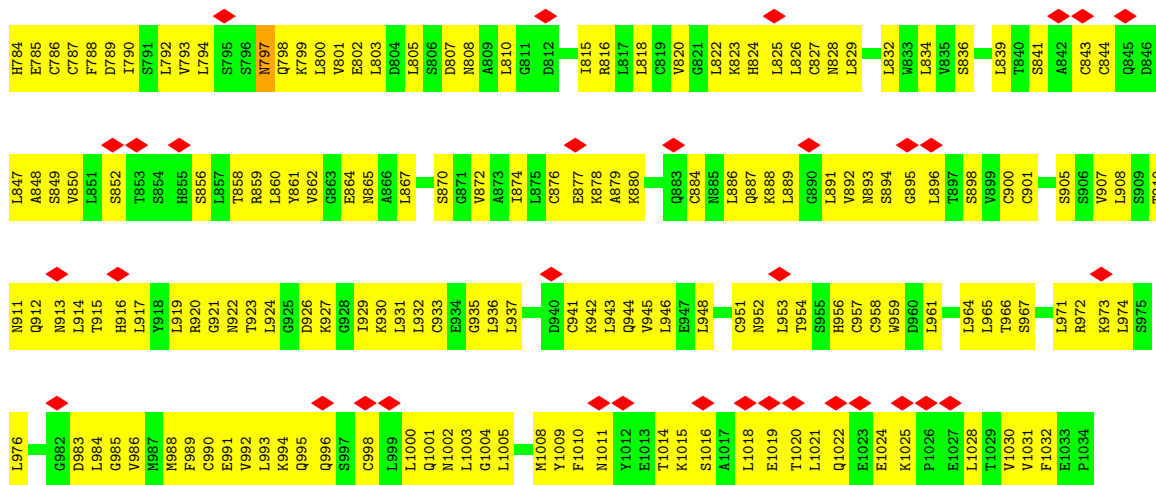 H784 E785 C786 C787 F788 D789 I790 S791 L792 V793 L794 S795 S796 N797 Q798 K799 L800 V801 E802 L803 D804 L805 S806 D807 N808 A809 L810 G811 D812 I815 R816 L817 L818 C819 V820 G821 L822 K823 H824 L825 L826 C827 N828 L829 L832 W833 L834 V835 S836 L839 T840 S841 A842 C843 C844 Q845 D846
L847 A848 S849 V850 L851 S852 T853 S854 H855 S856 L857 T858 R859 L860 Y861 V862 G863 E864 N865 A866 L867 S870 G871 V872 A873 I874 L875 C876 E877 K878 A879 K880 Q883 C884 N885 L886 Q887 K888 L889 G890 L891 V892 N893 S894 G895 L896 T897 S898 V899 C900 C901 S905 S906 V907 L908 S909
N911 Q912 N913 L914 T915 H916 L917 Y918 L919 R920 G921 N922 T923 L924 G925 D926 K927 G928 I929 K930 L931 L932 C933 E934 G935 L936 L937 D940 C941 K942 L943 Q944 V945 L946 E947 L948 C951 N952 L953 T954 S955 H956 C957 C958 W959 D960 L961 L964 L965 T966 S967 L971 R972 K973 L974 S975
L976 G982 D983 L984 G985 V986 M987 M988 F989 C990 E991 V992 L993 K994 Q995 Q996 S997 C998 L999 L1000 Q1001 N1002 L1003 G1004 L1005 M1008 Y1009 F1010 N1011 Y1012 E1013 T1014 K1015 S1016 A1017 L1018 E1019 T1020 L1021 Q1022 E1023 E1024 K1025 P1026 E1027 L1028 T1029 V1030 V1031 F1032 E1033 P1034